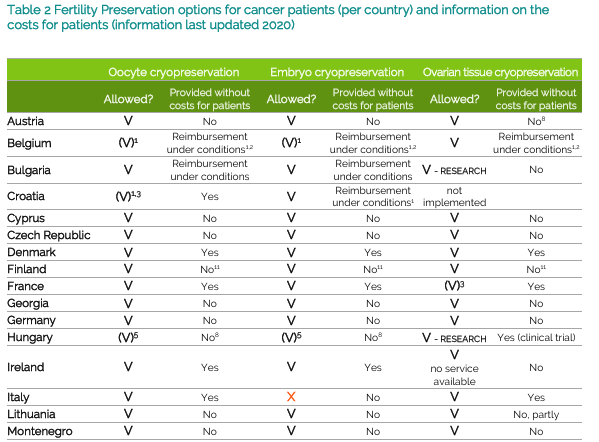 Table 2 Fertility Preservation options for cancer patients (per country) and information on the
costs for patients (information last updated 2020)
Oocyte cryopreservation Embryo cryopreservation Ovarian tissue cryopreservation
Allowed? Provided without costs for patients Allowed? Provided without costs for patients Allowed? Provided without costs for patients
Austria V No V No V No⁸
Belgium (V)¹ Reimbursement under conditions¹,² (V)¹ Reimbursement under conditions¹,² V Reimbursement under conditions¹,²
Bulgaria V Reimbursement under conditions V Reimbursement under conditions V - RESEARCH No
Croatia (V)¹,³ Yes V Reimbursement under conditions¹ not implemented
Cyprus V No V No V No
Czech Republic V No V No V No
Denmark V Yes V Yes V Yes
Finland V No¹¹ V No¹¹ V No¹¹
France V Yes V Yes (V)³ Yes
Georgia V No V No V No
Germany V No V No V No
Hungary (V)⁵ No⁸ (V)⁵ No⁸ V - RESEARCH Yes (clinical trial)
Ireland V Yes V Yes V no service available No
Italy V Yes X No V Yes
Lithuania V No V No V No, partly
Montenegro V No V No V No